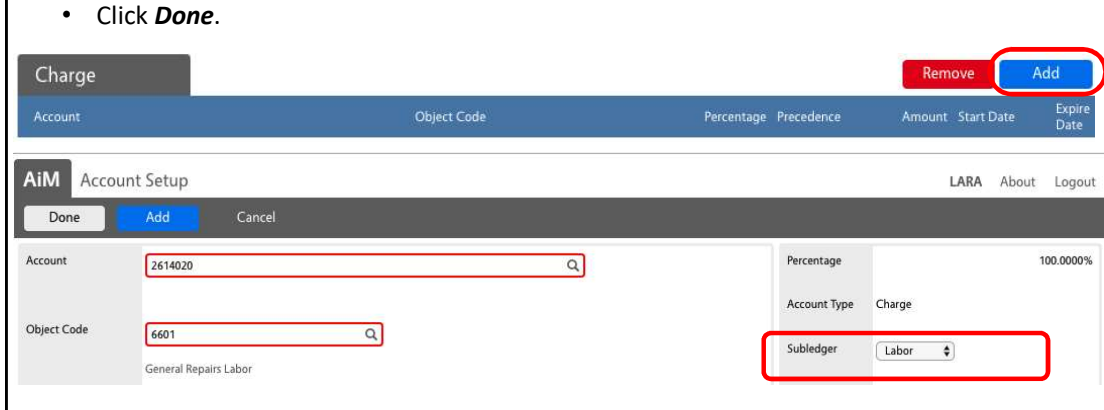 • Click Done.
Charge Remove Add
Account Object Code Percentage Precedence Amount Start Date Expire Date
AiM Account Setup LARA About Logout
Done Add Cancel
Account 2614020 Percentage 100.0000%
Account Type Charge
Object Code 6601 Subledger Labor
General Repairs Labor